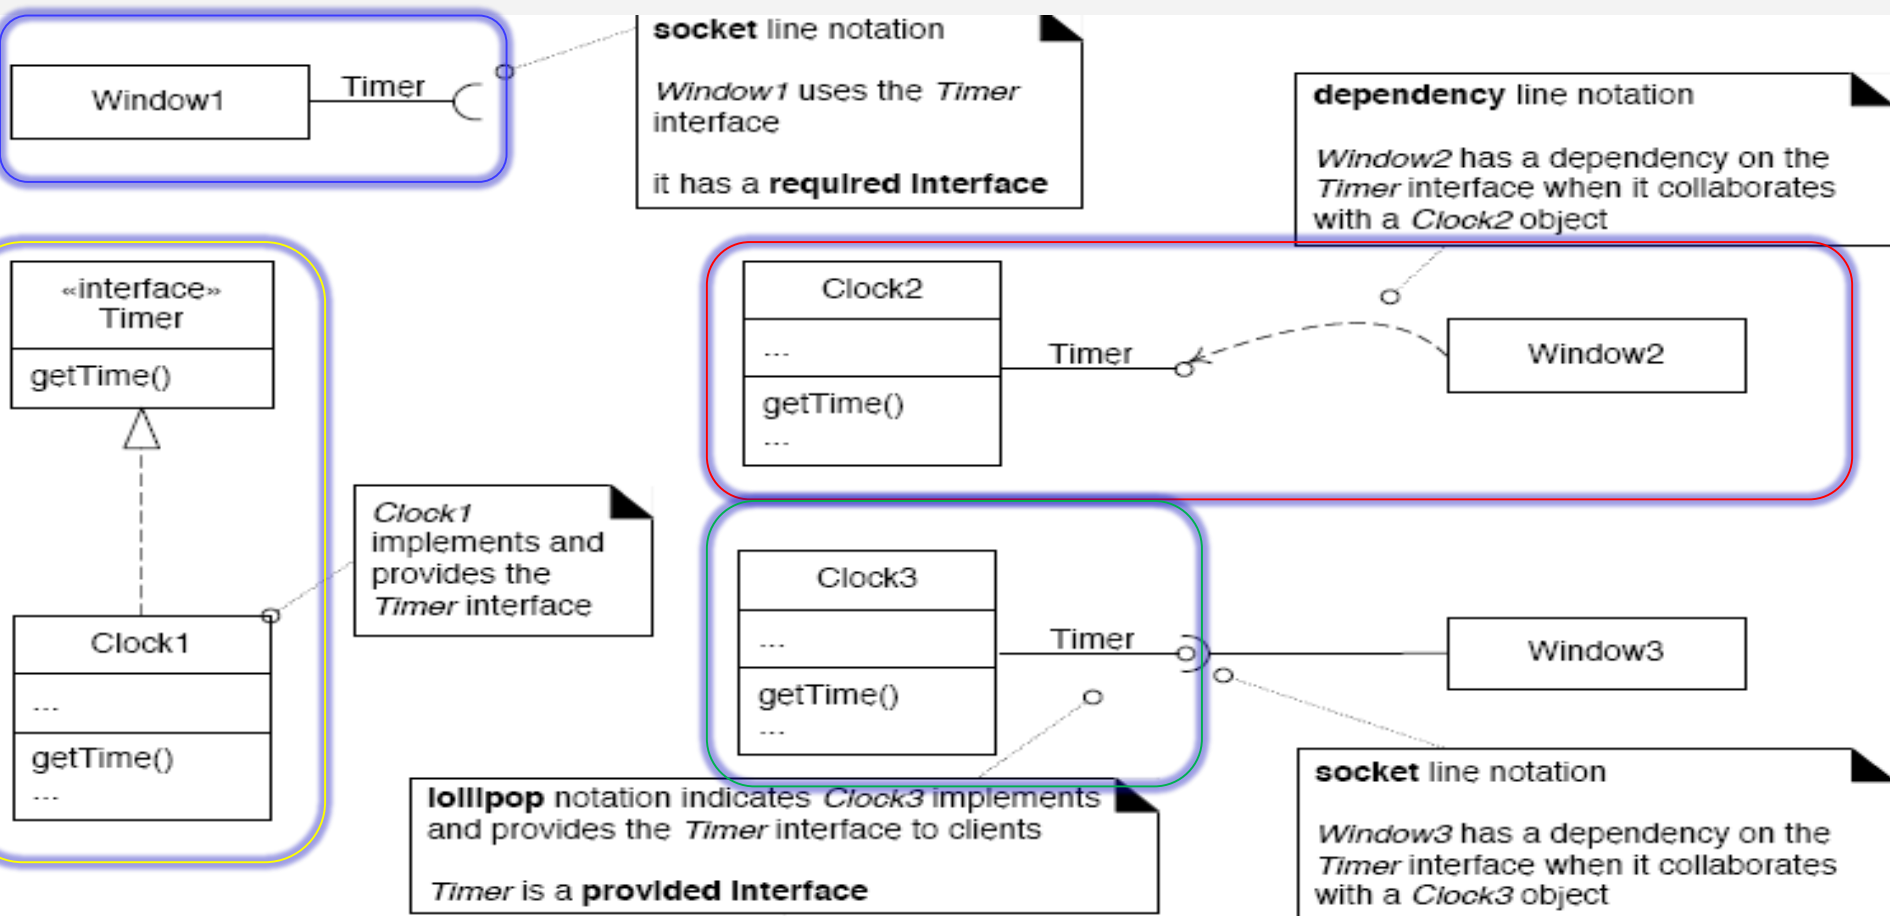 socket line notation
Window1 uses the Timer
interface
it has a required interface
Window1
Timer
dependency line notation
Window2 has a dependency on the
Timer interface when it collaborates
with a Clock2 object
«interface»
Timer
getTime()
Clock1
implements and
provides the
Timer interface
Clock1
...
getTime()
...
Clock2
...
getTime()
...
Timer
Window2
Clock3
...
getTime()
...
Timer
Window3
lollipop notation indicates Clock3 implements
and provides the Timer interface to clients
Timer is a provided interface
socket line notation
Window3 has a dependency on the
Timer interface when it collaborates
with a Clock3 object